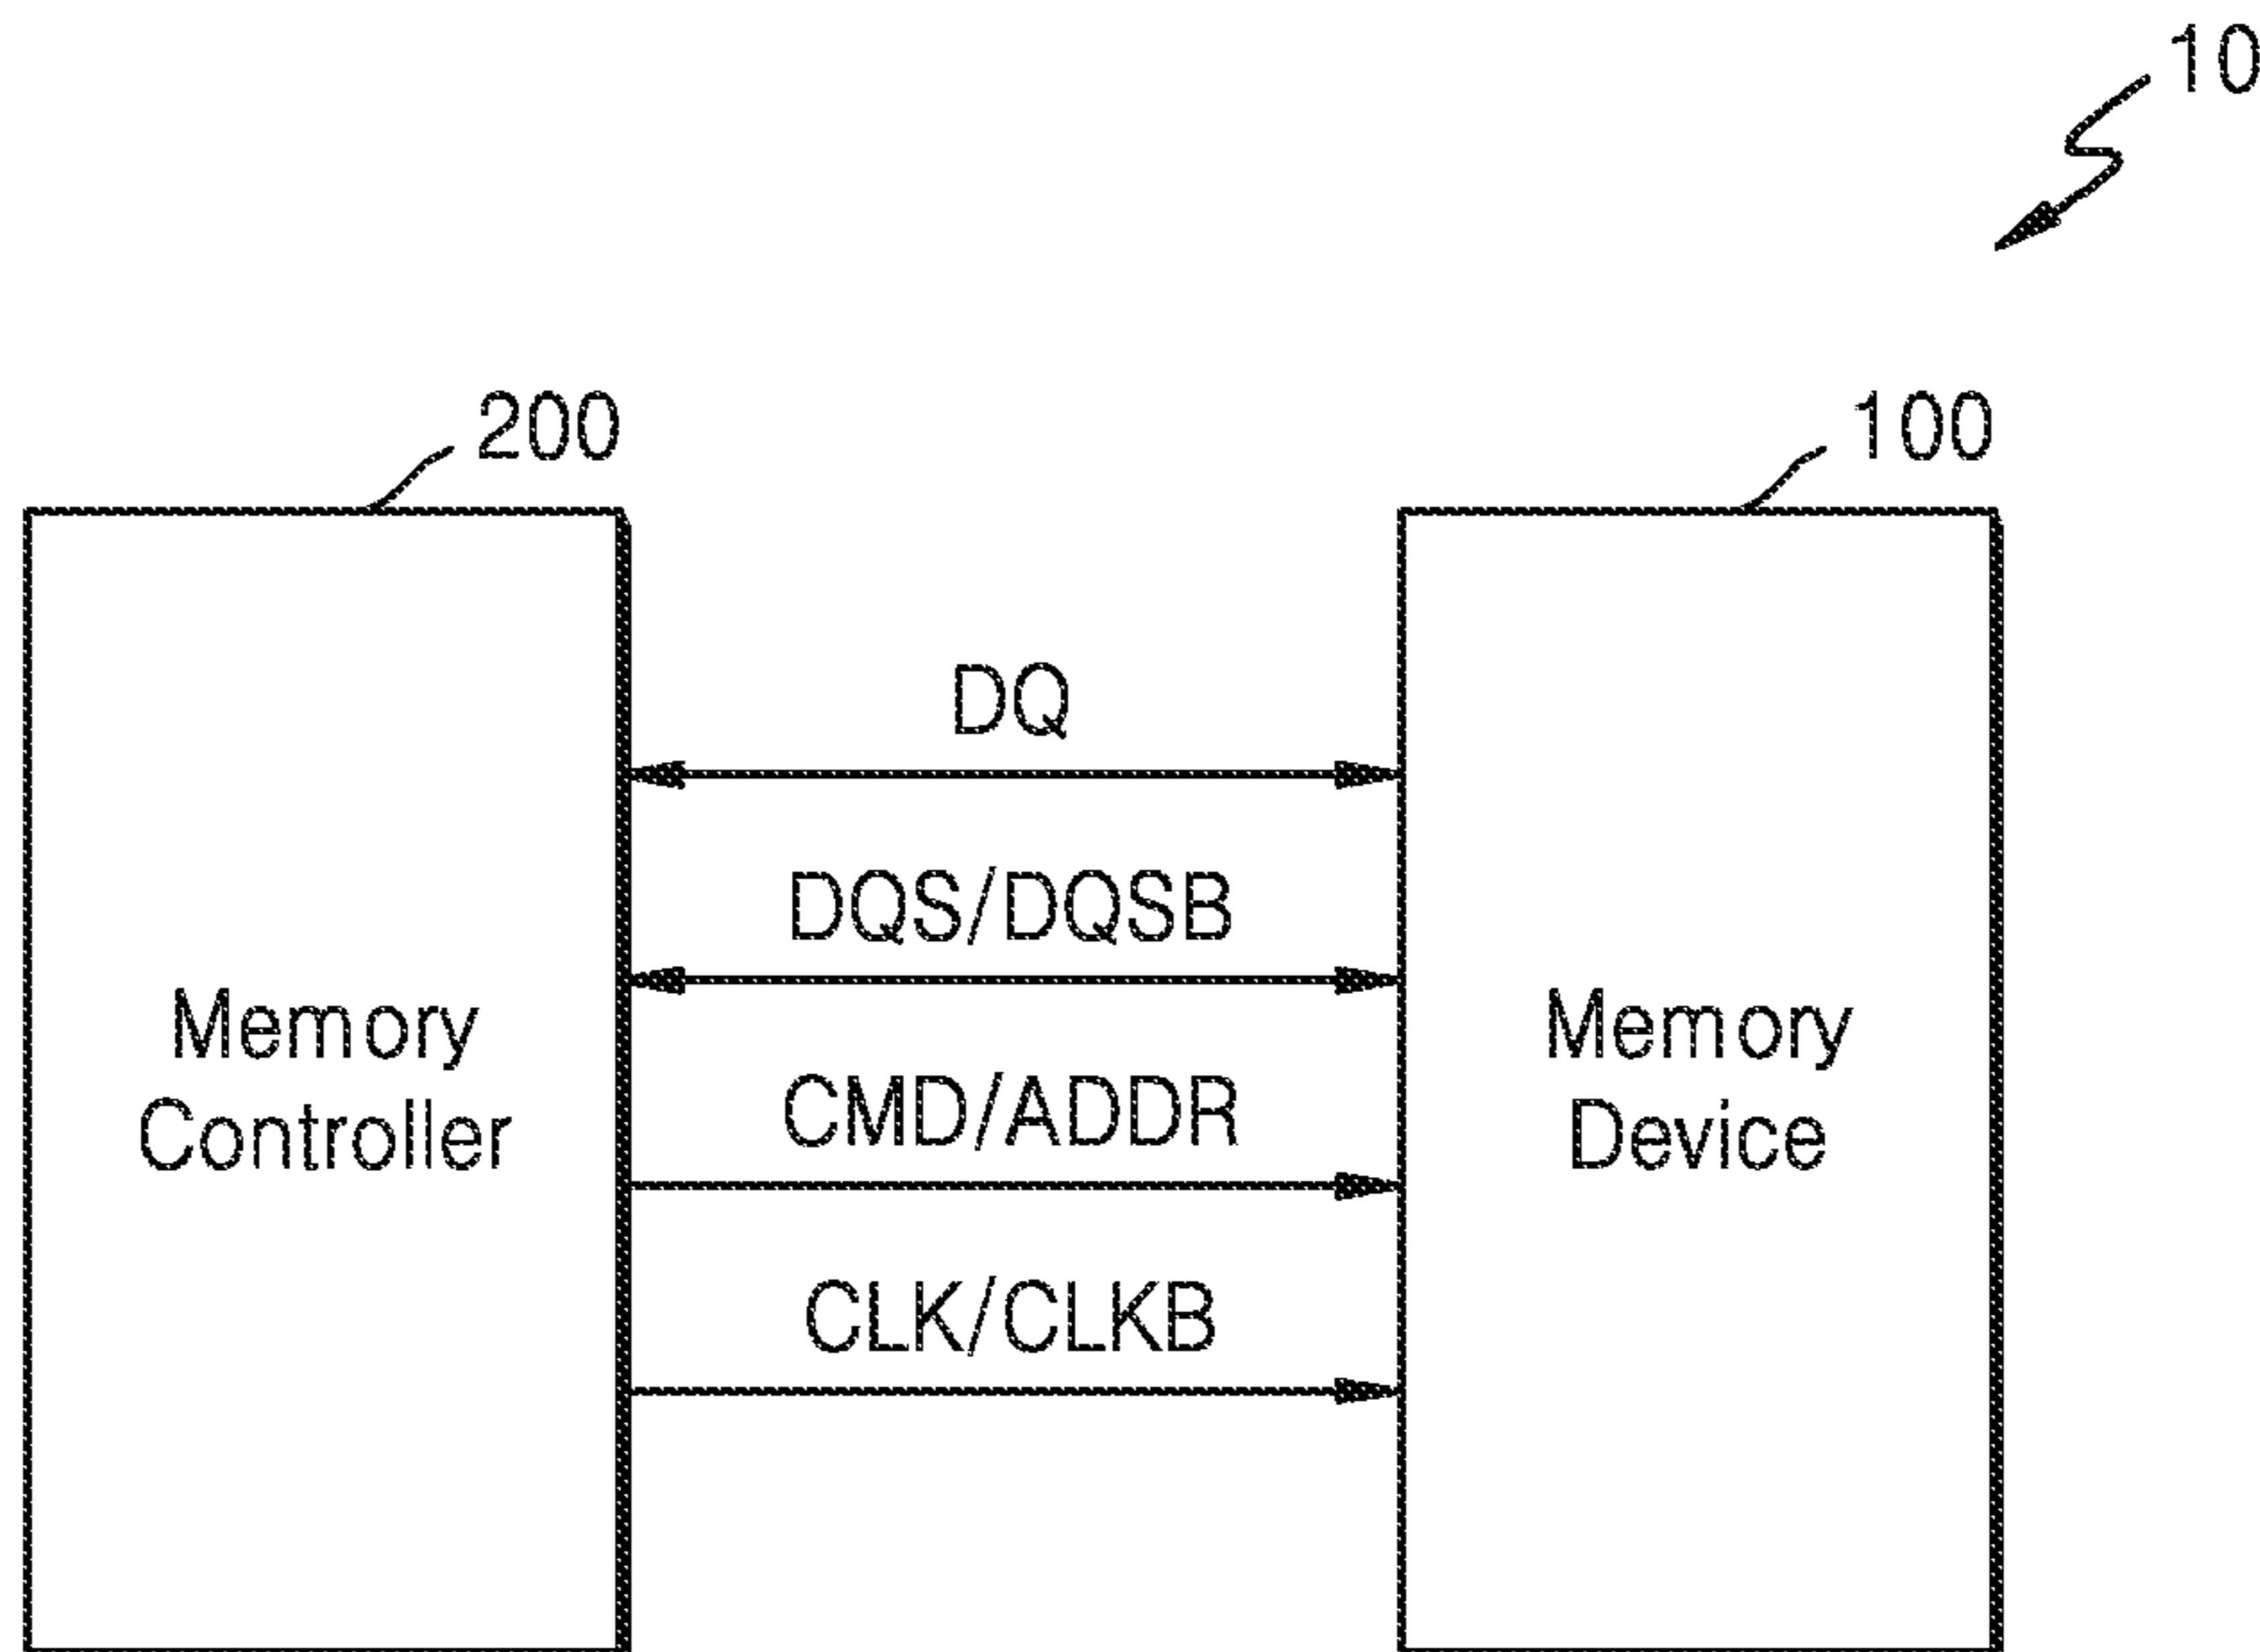 10
200
100
DQ
DQS/DQSB
Memory
Controller
CMD/ADDR
Memory
Device
CLK/CLKB